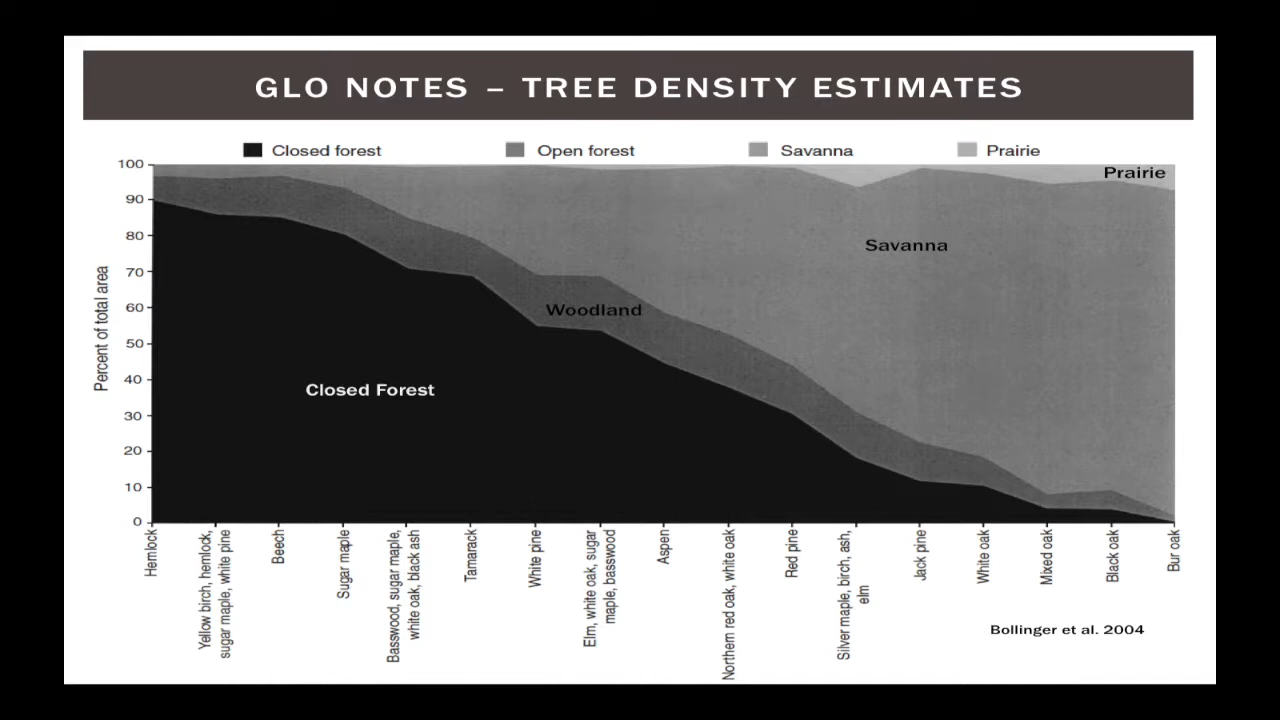 GLO NOTES – TREE DENSITY ESTIMATES
Closed forest
Open forest
Savanna
Prairie
100
90
80
70
60
50
40
30
20
10
0
Percent of total area
Prairie
Savanna
Woodland
Closed Forest
Hemlock
Yellow birch, hemlock,
sugar maple, white pine
Beech
Sugar maple
Basswood, sugar maple,
white oak, black ash
Tamarack
White pine
Elm, white oak, sugar
maple, basswood
Aspen
Northern red oak, white oak
Red pine
Silver maple, birch, ash,
elm
Jack pine
White oak
Mixed oak
Black oak
Bur oak
Bollinger et al. 2004